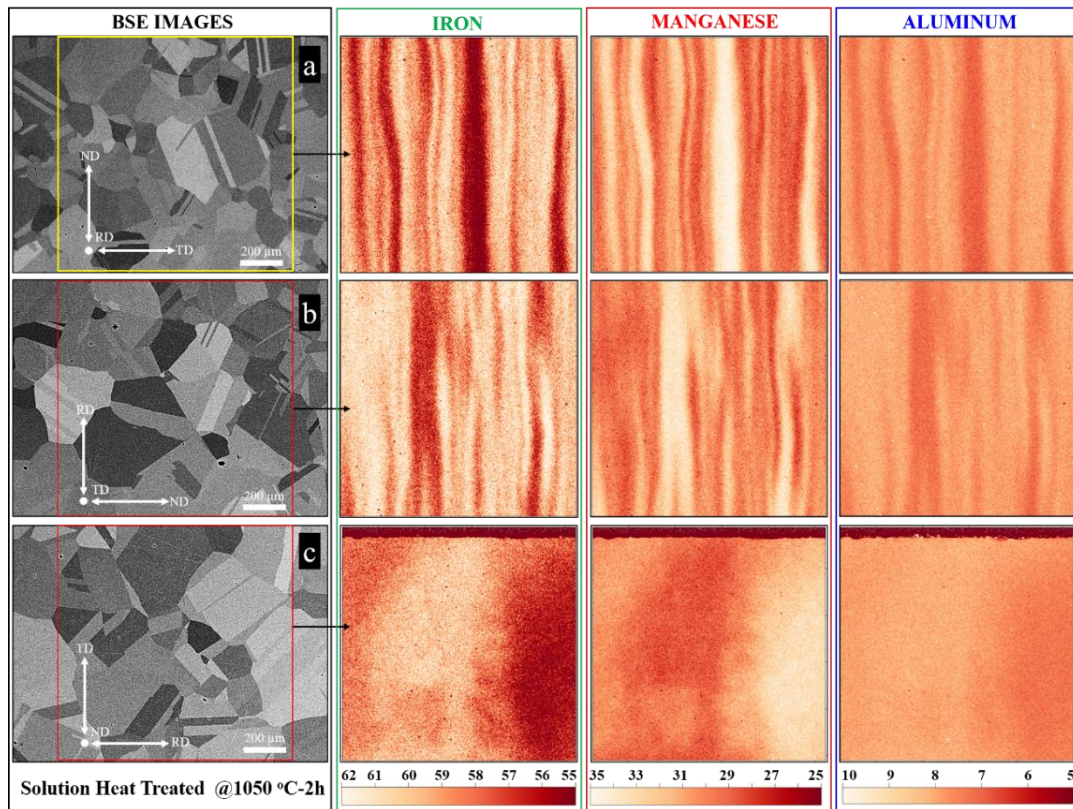 BSE IMAGES
IRON
MANGANESE
ALUMINUM
a
ND
RD
TD
200 µm
b
RD
TD
ND
200 µm
c
TD
ND
RD
200 µm
Solution Heat Treated @1050 ºC-2h
62 61 60 59 58 57 56 55
35 33 31 29 27 25
10 9 8 7 6 5